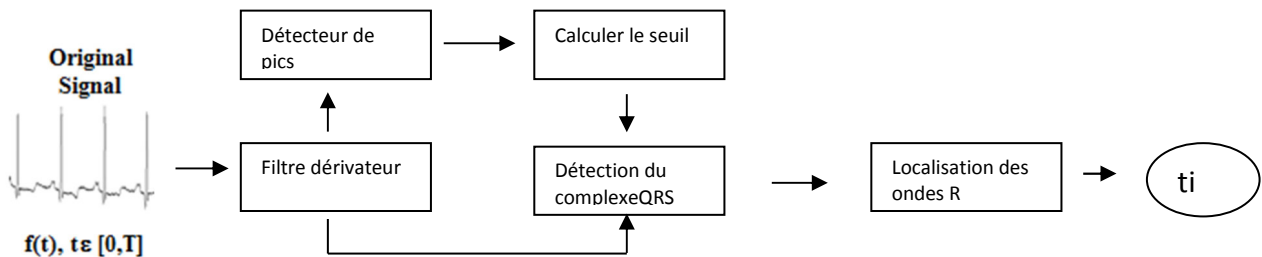 Original
Signal
f(t), tε [0,T]
Détecteur de
pics
Calculer le seuil
Filtre dérivateur
Détection du
complexeQRS
Localisation des
ondes R
ti